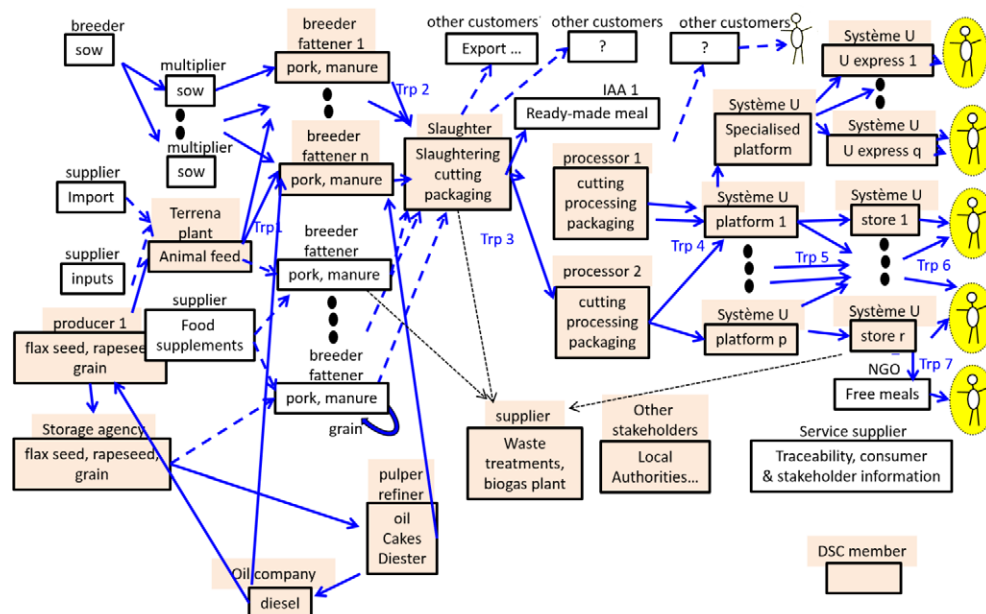 breeder
sow
multiplier
sow
multiplier
sow
breeder
fattener 1
pork, manure
breeder
fattener n
pork, manure
Trp 2
other customers'
Export ...
other customers
?
other customers
?
IAA 1
Ready-made meal
Slaughter
Slaughtering
cutting
packaging
Trp 3
processor 1
cutting
processing
packaging
processor 2
cutting
processing
packaging
Trp 4
Système U
Specialised
platform
Système U
platform 1
Système U
platform p
Trp 5
Système U
U express 1
Système U
U express q
Système U
store 1
Système U
store r
Trp 6
Trp 7
NGO
Free meals
supplier
Import
supplier
inputs
Terrena
plant
Animal feed
Trp1
supplier
Food
supplements
breeder
fattener
pork, manure
breeder
fattener
pork, manure
grain
producer 1
flax seed, rapeseed,
grain
Storage agency
flax seed, rapeseed,
grain
pulper
refiner
oil
Cakes
Diester
Oil company
diesel
supplier
Waste
treatments,
biogas plant
Other
stakeholders
Local
Authorities...
Service supplier
Traceability, consumer
& stakeholder information
DSC member